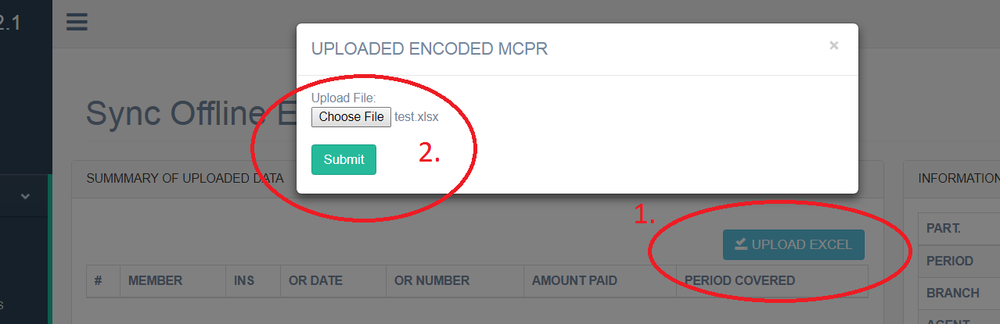 2.1
UPLOADED ENCODED MCPR
×
Upload File:
Choose File test.xlsx
Submit
2.
Sync Offline E
SUMMMARY OF UPLOADED DATA
INFORMATION
1.
UPLOAD EXCEL
# MEMBER INS OR DATE OR NUMBER AMOUNT PAID PERIOD COVERED
PART.
PERIOD
BRANCH
AGENT
s